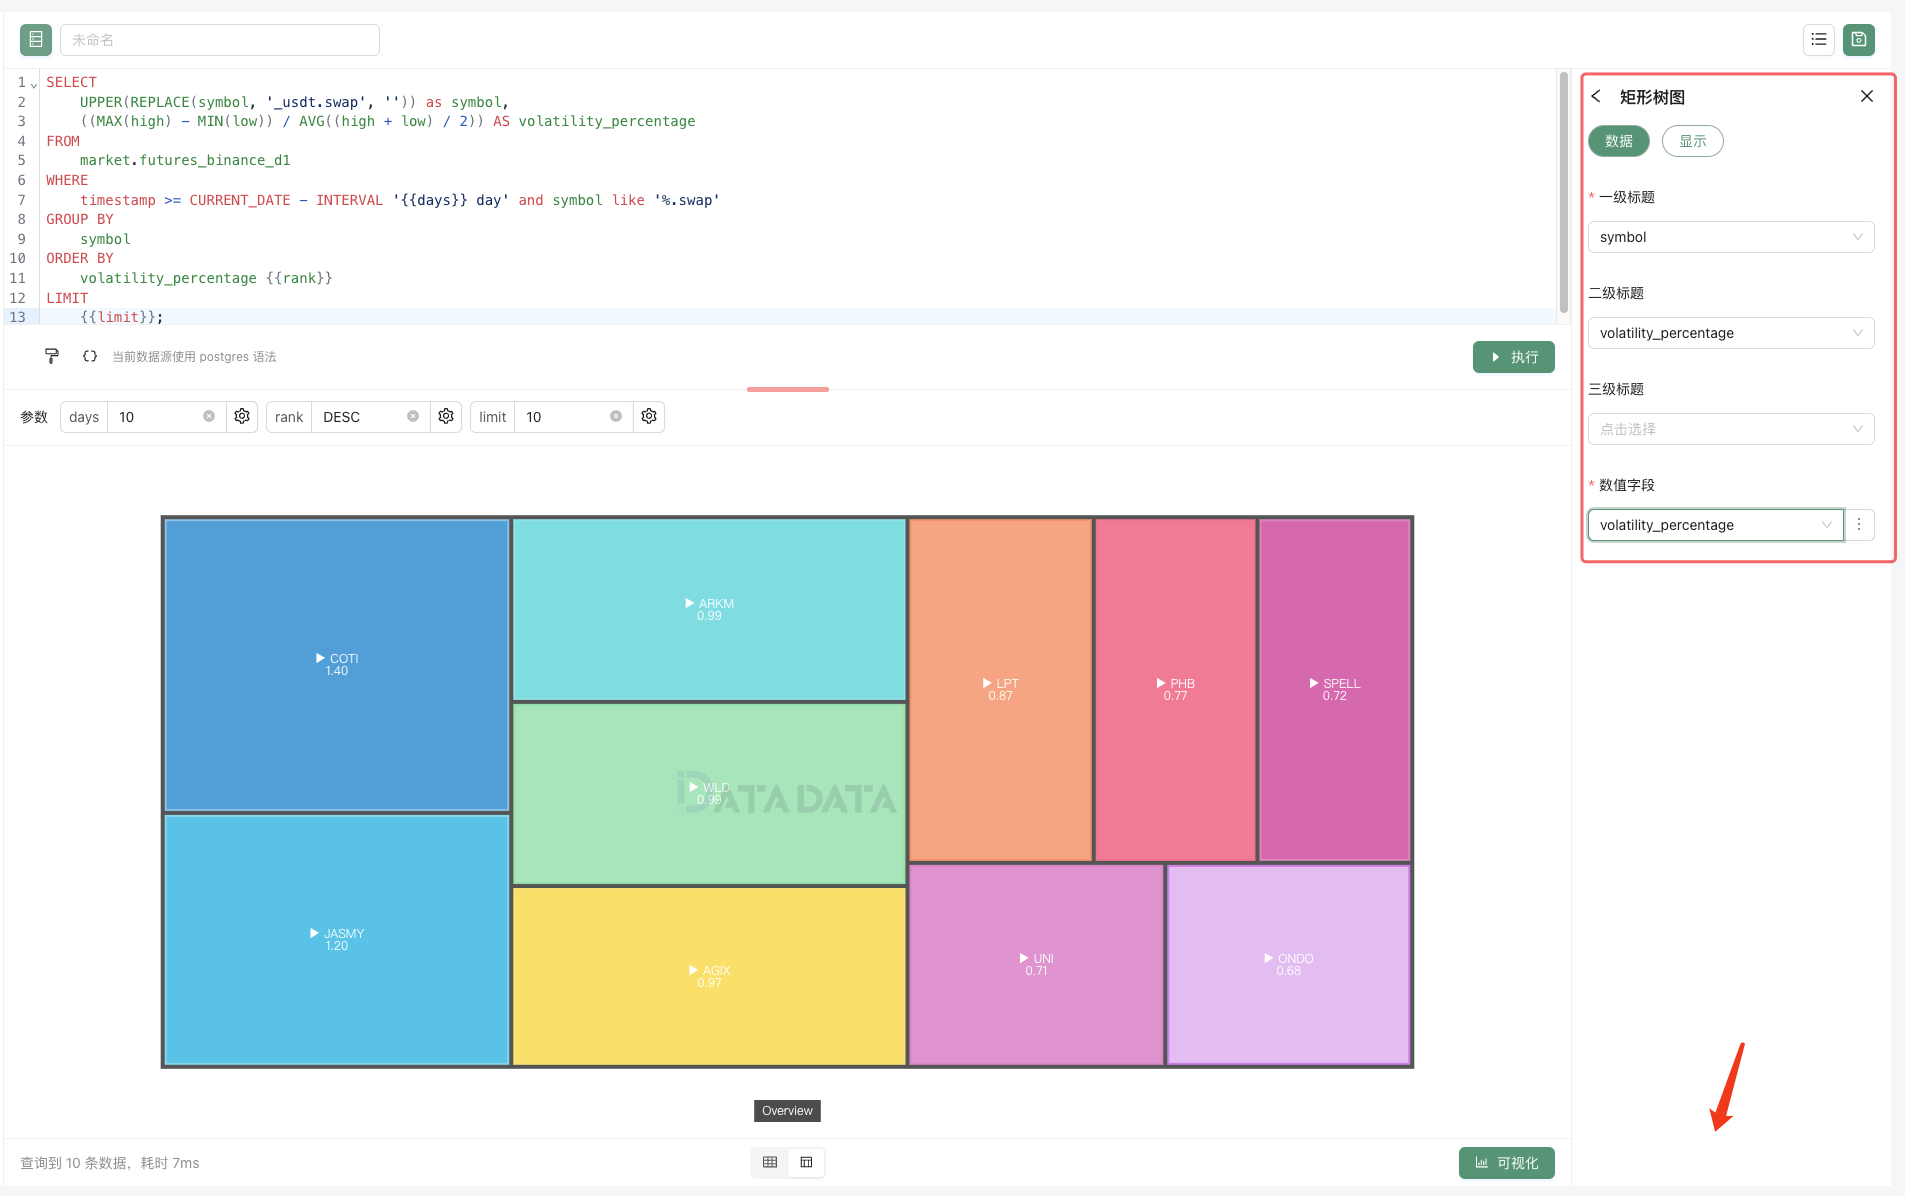 未命名
1 SELECT
2 UPPER(REPLACE(symbol, '_usdt.swap', '')) as symbol,
3 ((MAX(high) - MIN(low)) / AVG((high + low) / 2)) AS volatility_percentage
4 FROM
5 market.futures_binance_d1
6 WHERE
7 timestamp >= CURRENT_DATE - INTERVAL '{{days}} day' and symbol like '%.swap'
8 GROUP BY
9 symbol
10 ORDER BY
11 volatility_percentage {{rank}}
12 LIMIT
13 {{limit}};
{} 当前数据源使用 postgres 语法
执行
参数 days 10 rank DESC limit 10
COTI
1.40
JASMY
1.20
ARKM
0.99
WLD
0.99
DATADATA
AGIX
0.97
LPT
0.87
PHB
0.77
SPELL
0.72
UNI
0.71
ONDO
0.68
Overview
查询到 10 条数据，耗时 7ms
可视化
矩形树图
数据 显示
* 一级标题
symbol
二级标题
volatility_percentage
三级标题
点击选择
* 数值字段
volatility_percentage